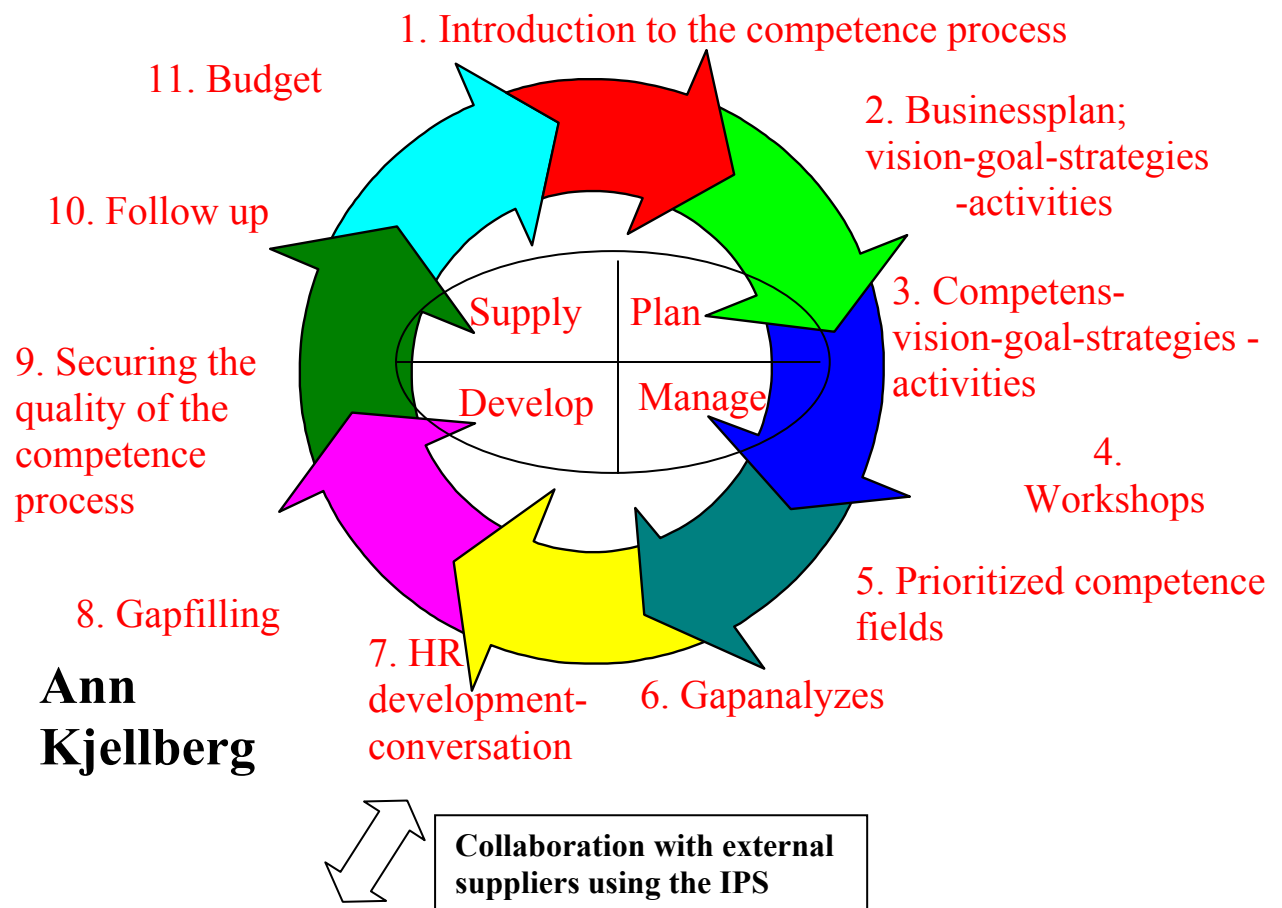 1. Introduction to the competence process
2. Businessplan;
vision-goal-strategies
-activities
3. Competens-
vision-goal-strategies -
activities
4.
Workshops
5. Prioritized competence
fields
6. Gapanalyzes
7. HR
development-
conversation
8. Gapfilling
9. Securing the
quality of the
competence
process
10. Follow up
11. Budget
Supply
Plan
Develop
Manage
Ann
Kjellberg
Collaboration with external
suppliers using the IPS